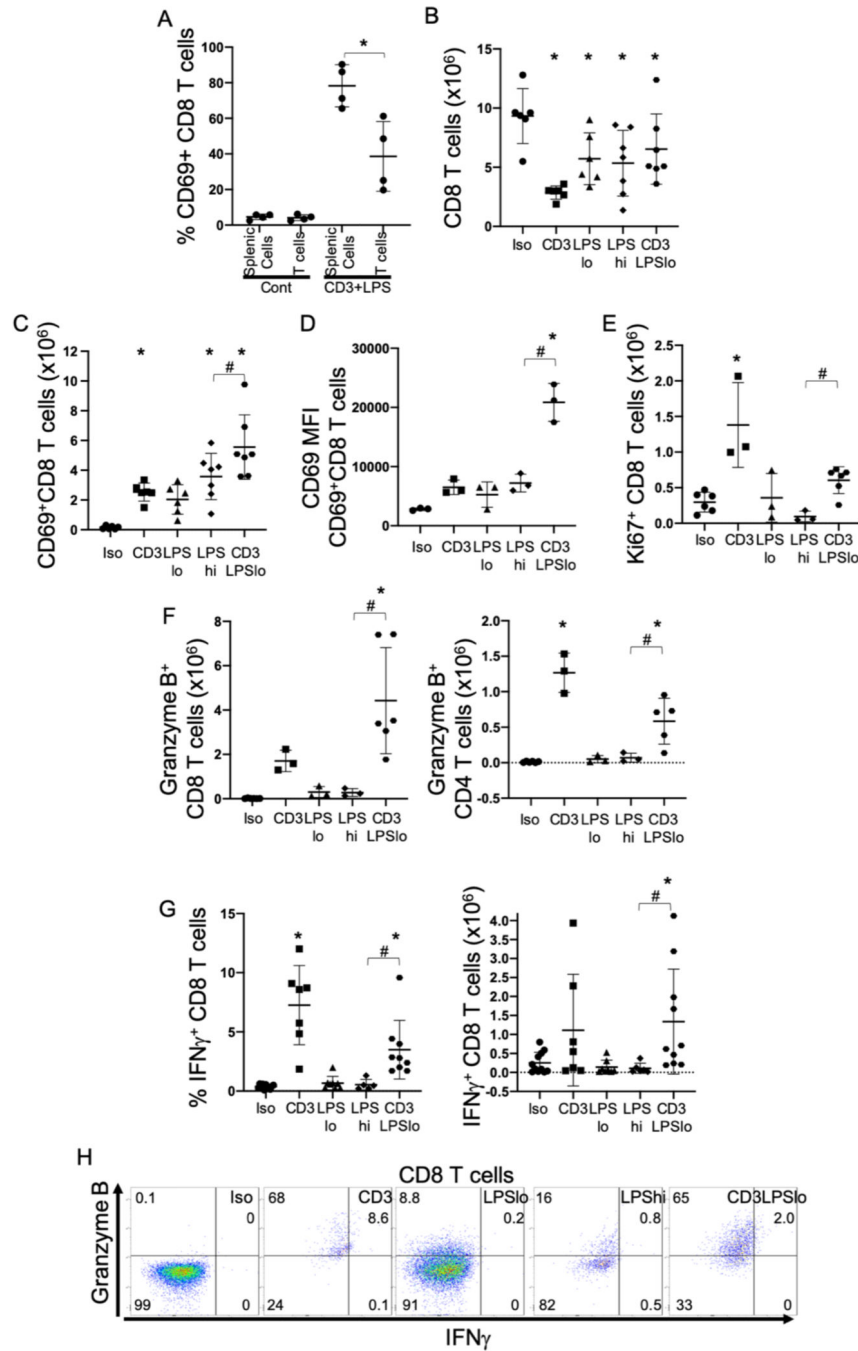 A
% CD69+ CD8 T cells
100
80
60
40
20
0
*
Splenic Cells
T cells
Splenic Cells
T cells
Cont
CD3+LPS
B
CD8 T cells (x10⁶)
15
10
5
0
* * * *
Iso CD3 LPS lo LPS hi CD3 LPSlo
C
CD69⁺CD8 T cells (x10⁶)
12
10
8
6
4
2
0
* * *
#
Iso CD3 LPS lo LPS hi CD3 LPSlo
D
CD69 MFI
CD69⁺CD8 T cells
30000
20000
10000
0
*
#
Iso CD3 LPS lo LPS hi CD3 LPSlo
E
Ki67⁺ CD8 T cells (x10⁶)
2.5
2.0
1.5
1.0
0.5
0.0
*
#
Iso CD3 LPS lo LPS hi CD3 LPSlo
F
Granzyme B⁺
CD8 T cells (x10⁶)
8
6
4
2
0
*
#
Iso CD3 LPS lo LPS hi CD3 LPSlo
Granzyme B⁺
CD4 T cells (x10⁶)
2.0
1.5
1.0
0.5
0.0
-0.5
* *
#
Iso CD3 LPS lo LPS hi CD3 LPSlo
G
% IFNγ⁺ CD8 T cells
15
10
5
0
* *
#
Iso CD3 LPS lo LPS hi CD3 LPSlo
IFNγ⁺ CD8 T cells (x10⁶)
4.0
3.5
3.0
2.5
2.0
1.5
1.0
0.5
0.0
-0.5
*
#
Iso CD3 LPS lo LPS hi CD3 LPSlo
H
CD8 T cells
Granzyme B
0.1 Iso
0
99 0
68 CD3
8.6
24 0.1
8.8 LPSlo
0.2
91 0
16 LPShi
0.8
82 0.5
65 CD3LPSlo
2.0
33 0
IFNγ